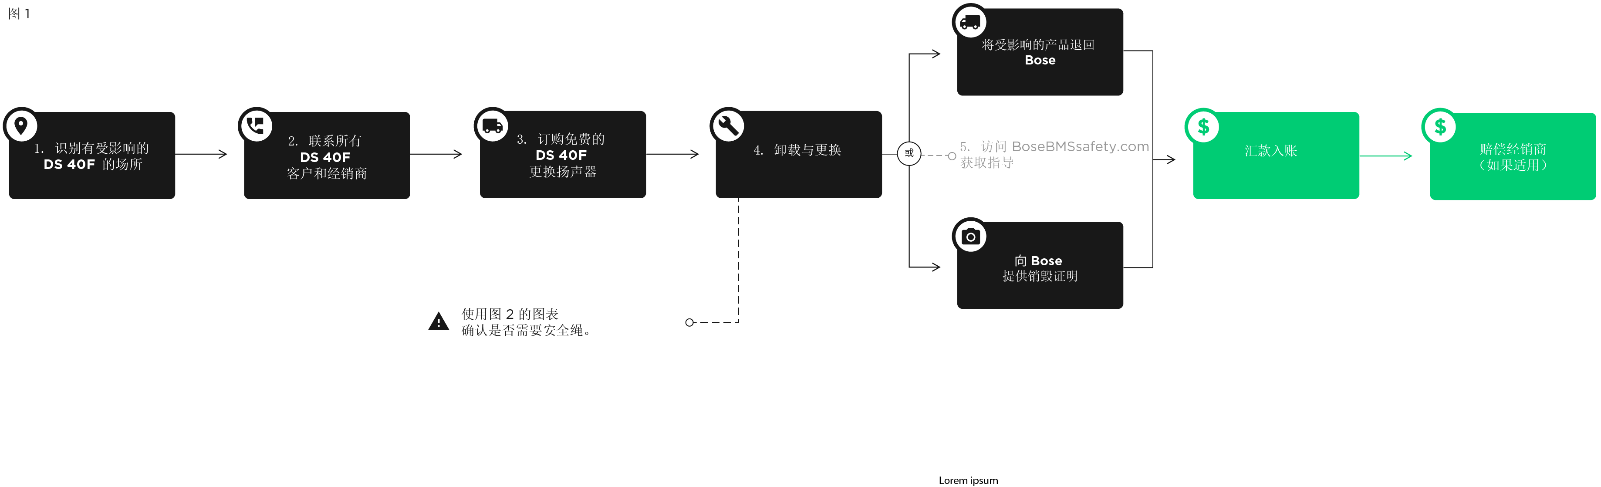 图 1
1. 识别有受影响的
DS 40F 的场所
2. 联系所有
DS 40F
客户和经销商
3. 订购免费的
DS 40F
更换扬声器
4. 卸载与更换
或
将受影响的产品退回
Bose
5. 访问 BoseBMSsafety.com
获取指导
向 Bose
提供销毁证明
汇款入账
赔偿经销商
（如果适用）
使用图 2 的图表
确认是否需要安全绳。
Lorem ipsum